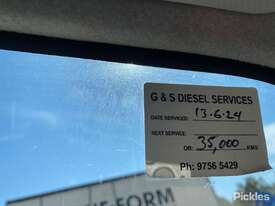 G & S DIESEL SERVICES
DATE SERVICED: 13-6-24
NEXT SERVICE:
OR: 35,000 KMS
Ph: 9756 5429
FORM
Pickles